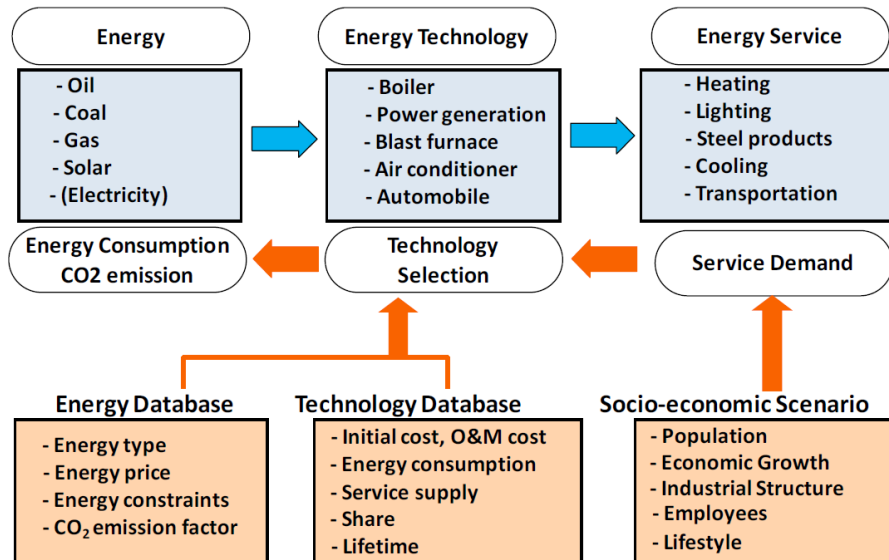 Energy
Energy Technology
Energy Service
- Oil
- Coal
- Gas
- Solar
- (Electricity)
- Boiler
- Power generation
- Blast furnace
- Air conditioner
- Automobile
- Heating
- Lighting
- Steel products
- Cooling
- Transportation
Energy Consumption
CO2 emission
Technology
Selection
Service Demand
Energy Database
- Energy type
- Energy price
- Energy constraints
- CO₂ emission factor
Technology Database
- Initial cost, O&M cost
- Energy consumption
- Service supply
- Share
- Lifetime
Socio-economic Scenario
- Population
- Economic Growth
- Industrial Structure
- Employees
- Lifestyle